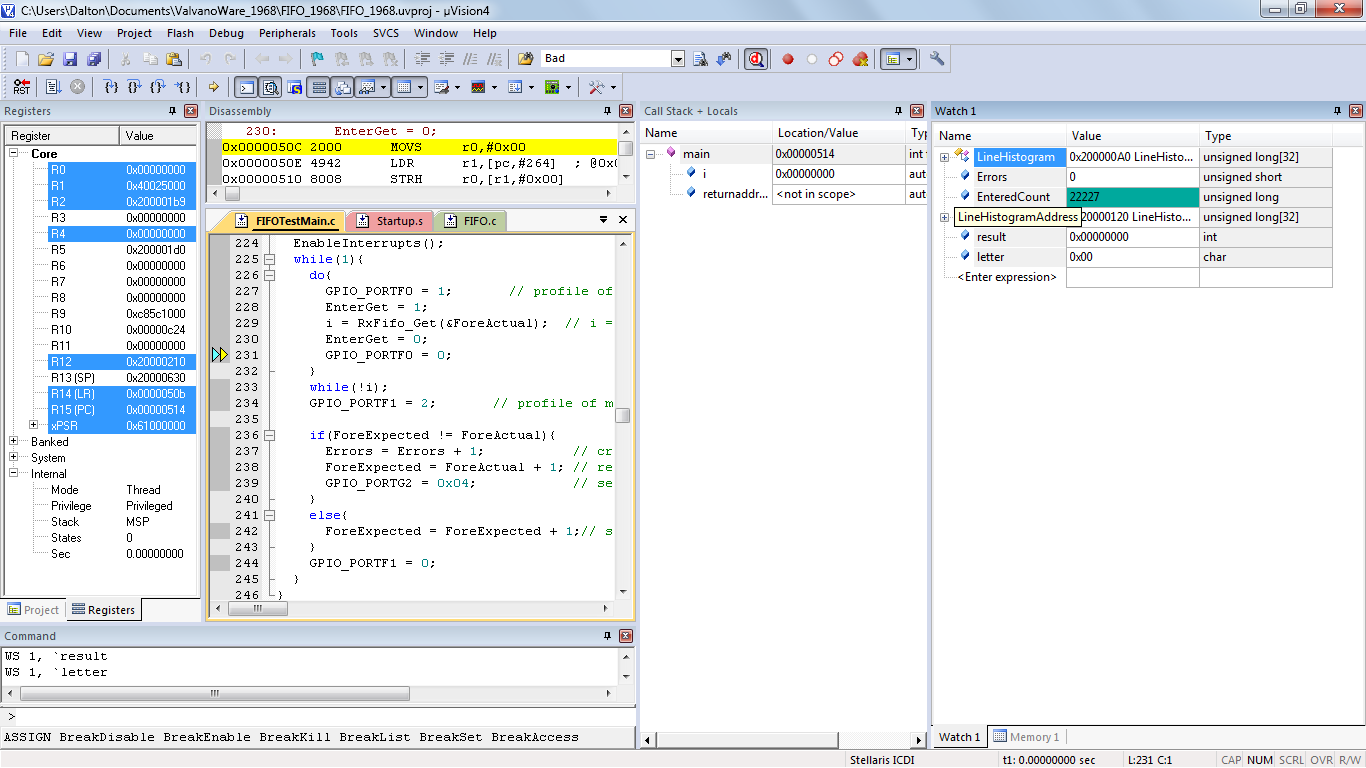 C:\Users\Dalton\Documents\ValvanoWare_1968\FIFO_1968\FIFO_1968.uvproj - µVision4
File Edit View Project Flash Debug Peripherals Tools SVCS Window Help
Bad
RST
Registers
Register Value
Core
R0 0x00000000
R1 0x40025000
R2 0x200001b9
R3 0x00000000
R4 0x00000000
R5 0x200001d0
R6 0x00000000
R7 0x00000000
R8 0x00000000
R9 0xc85c1000
R10 0x00000c24
R11 0x00000000
R12 0x20000210
R13 (SP) 0x20000630
R14 (LR) 0x0000050b
R15 (PC) 0x00000514
xPSR 0x61000000
Banked
System
Internal
Mode Thread
Privilege Privileged
Stack MSP
States 0
Sec 0.00000000
Project Registers
Disassembly
230: EnterGet = 0;
0x0000050C 2000 MOVS r0,#0x00
0x0000050E 4942 LDR r1,[pc,#264] ; @0x0
0x00000510 8008 STRH r0,[r1,#0x00]
FIFOTestMain.c Startup.s FIFO.c
224 EnableInterrupts();
225 while(1){
226 do{
227 GPIO_PORTF0 = 1; // profile of
228 EnterGet = 1;
229 i = RxFifo_Get(&ForeActual); // i =
230 EnterGet = 0;
231 GPIO_PORTF0 = 0;
232 }
233 while(!i);
234 GPIO_PORTF1 = 2; // profile of m
235
236 if(ForeExpected != ForeActual){
237 Errors = Errors + 1; // cr
238 ForeExpected = ForeActual + 1; // re
239 GPIO_PORTG2 = 0x04; // se
240 }
241 else{
242 ForeExpected = ForeExpected + 1;// s
243 }
244 GPIO_PORTF1 = 0;
245 }
246 }
Call Stack + Locals
Name Location/Value Typ
main 0x00000514 int
i 0x00000000 aut
returnaddr... <not in scope> aut
Watch 1
Name Value Type
LineHistogram 0x200000A0 LineHisto... unsigned long[32]
Errors 0 unsigned short
EnteredCount 22227 unsigned long
LineHistogramAddress 20000120 LineHisto... unsigned long[32]
result 0x00000000 int
letter 0x00 char
<Enter expression>
Watch 1 Memory 1
Command
WS 1, `result
WS 1, `letter
>
ASSIGN BreakDisable BreakEnable BreakKill BreakList BreakSet BreakAccess
Stellaris ICDI t1: 0.00000000 sec L:231 C:1 CAP NUM SCRL OVR R/W